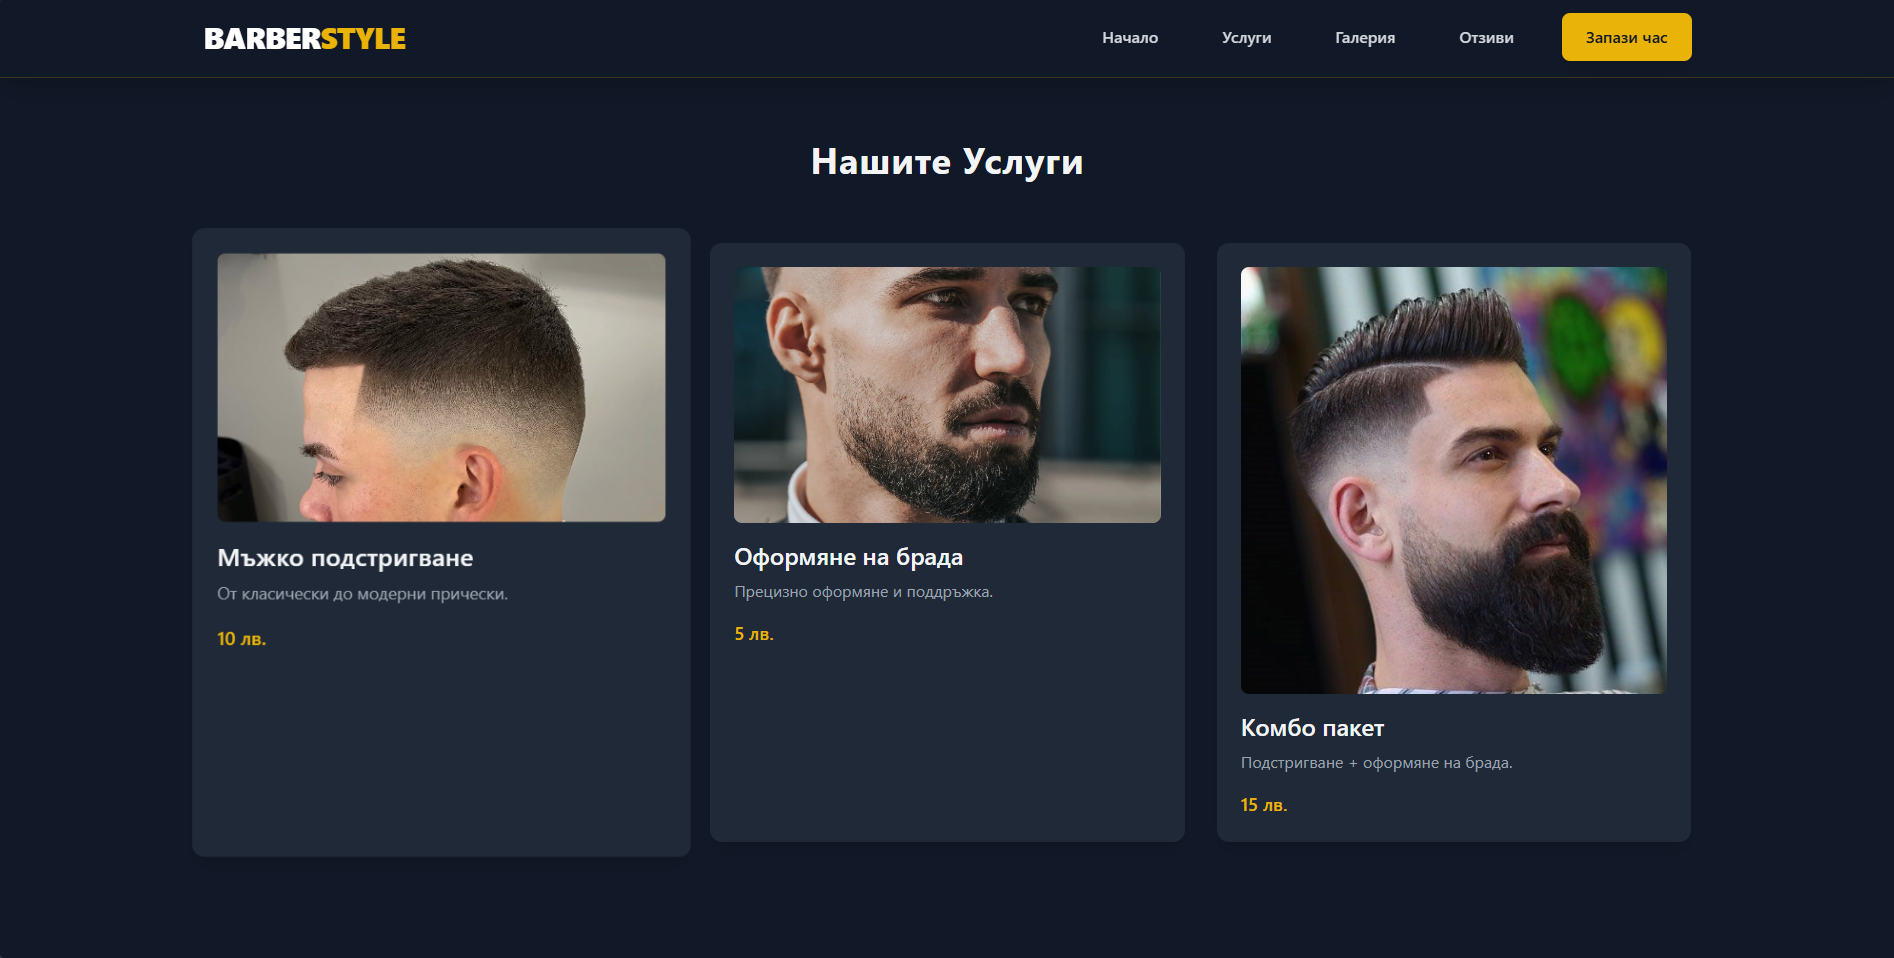 BARBERSTYLE
Начало Услуги Галерия Отзиви Запази час
Нашите Услуги
Мъжко подстригване
От класически до модерни прически.
10 лв.
Оформяне на брада
Прецизно оформяне и поддръжка.
5 лв.
Комбо пакет
Подстригване + оформяне на брада.
15 лв.